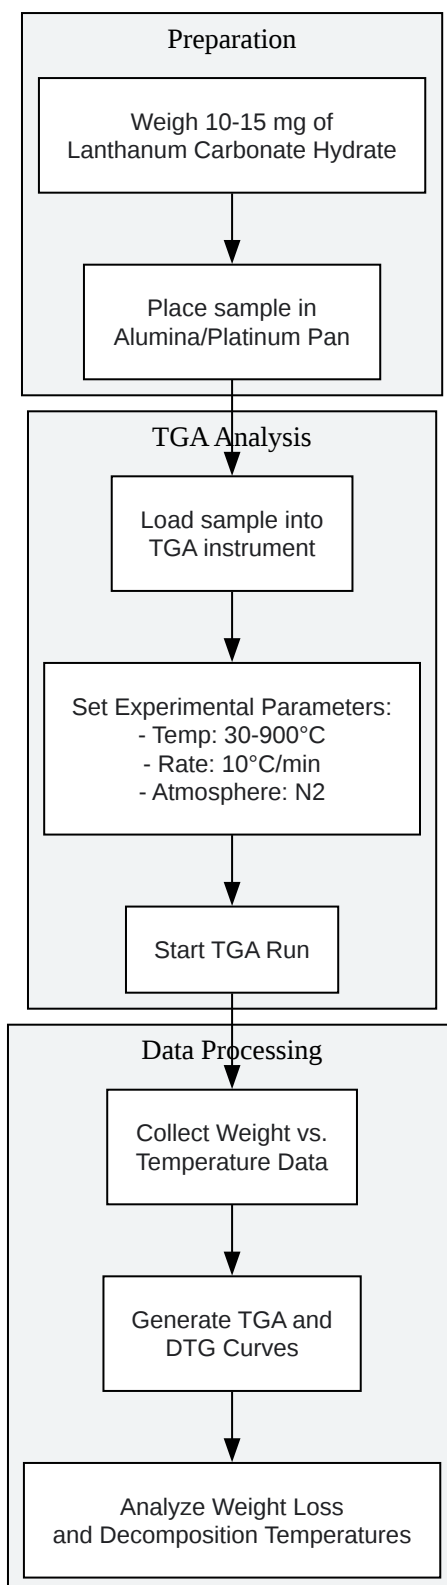 Preparation
Weigh 10-15 mg of
Lanthanum Carbonate Hydrate
Place sample in
Alumina/Platinum Pan
TGA Analysis
Load sample into
TGA instrument
Set Experimental Parameters:
- Temp: 30-900°C
- Rate: 10°C/min
- Atmosphere: N2
Start TGA Run
Data Processing
Collect Weight vs.
Temperature Data
Generate TGA and
DTG Curves
Analyze Weight Loss
and Decomposition Temperatures